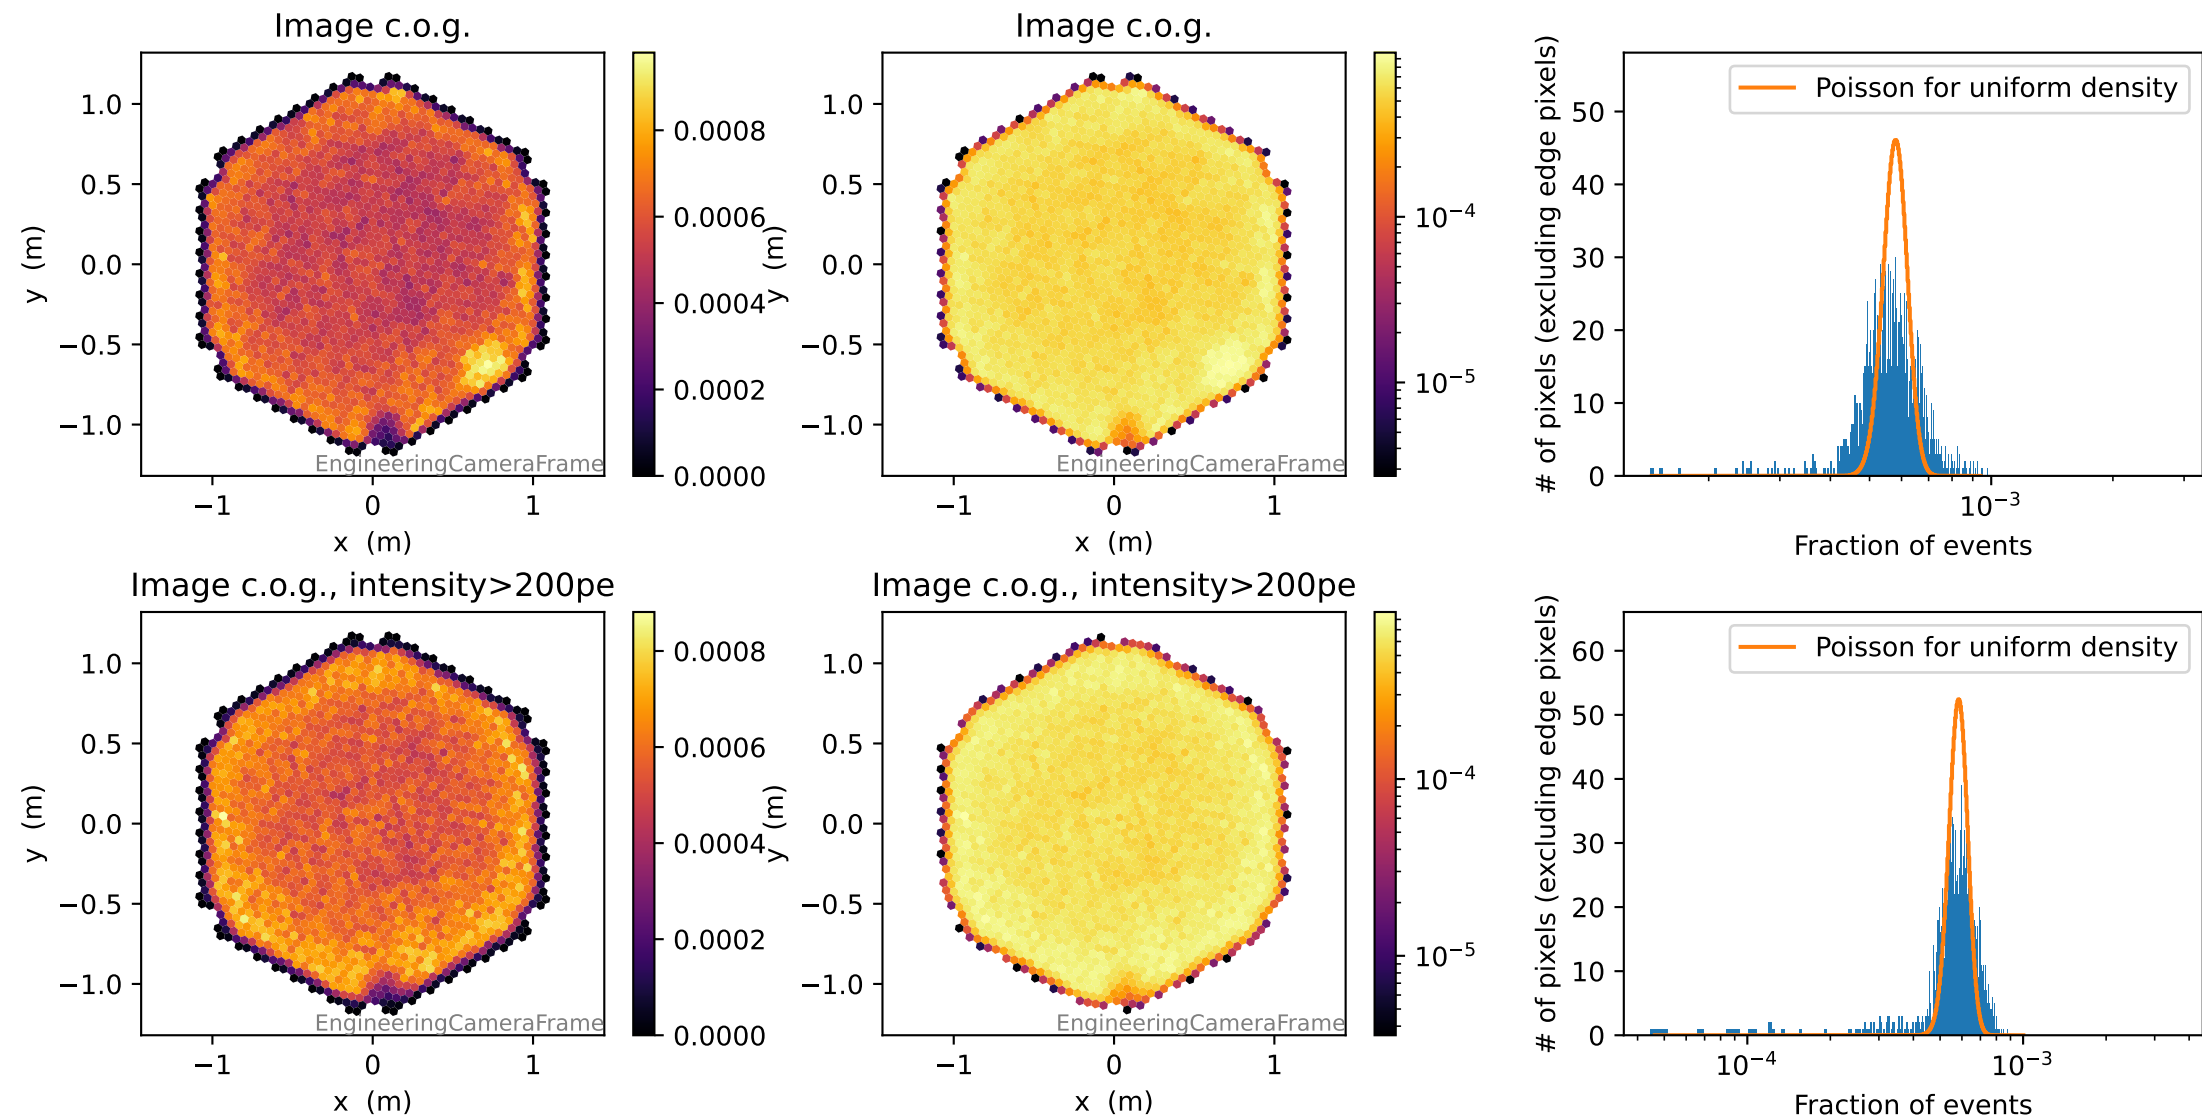 Image c.o.g.
y (m)
1.0
0.5
0.0
−0.5
−1.0
−1
0
1
x (m)
EngineeringCameraFrame
0.0008
0.0006
0.0004
0.0002
0.0000
Image c.o.g.
y (m)
1.0
0.5
0.0
−0.5
−1.0
−1
0
1
x (m)
EngineeringCameraFrame
10⁻⁴
10⁻⁵
# of pixels (excluding edge pixels)
50
40
30
20
10
0
Poisson for uniform density
10⁻³
Fraction of events
Image c.o.g., intensity>200pe
y (m)
1.0
0.5
0.0
−0.5
−1.0
−1
0
1
x (m)
EngineeringCameraFrame
0.0008
0.0006
0.0004
0.0002
0.0000
Image c.o.g., intensity>200pe
y (m)
1.0
0.5
0.0
−0.5
−1.0
−1
0
1
x (m)
EngineeringCameraFrame
10⁻⁴
10⁻⁵
# of pixels (excluding edge pixels)
60
50
40
30
20
10
0
Poisson for uniform density
10⁻⁴
10⁻³
Fraction of events